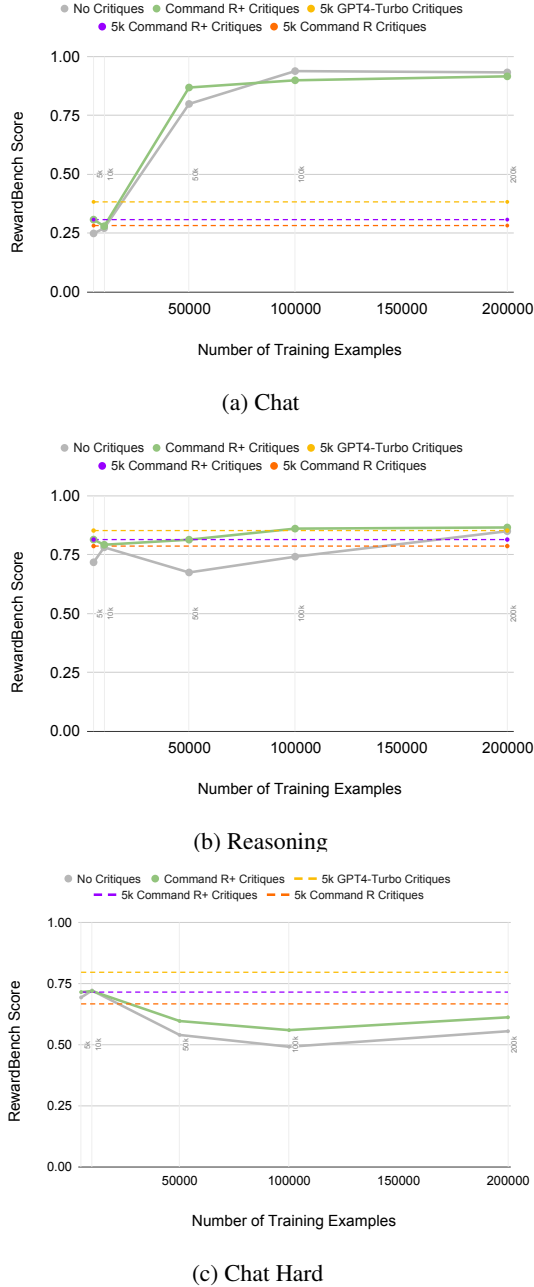 No Critiques Command R+ Critiques 5k GPT4-Turbo Critiques
5k Command R+ Critiques 5k Command R Critiques
RewardBench Score
1.00
0.75
0.50
0.25
0.00
5k
10k
50k
100k
200k
50000 100000 150000 200000
Number of Training Examples
(a) Chat
No Critiques Command R+ Critiques 5k GPT4-Turbo Critiques
5k Command R+ Critiques 5k Command R Critiques
RewardBench Score
1.00
0.75
0.50
0.25
0.00
5k
10k
50k
100k
200k
50000 100000 150000 200000
Number of Training Examples
(b) Reasoning
No Critiques Command R+ Critiques 5k GPT4-Turbo Critiques
5k Command R+ Critiques 5k Command R Critiques
RewardBench Score
1.00
0.75
0.50
0.25
0.00
5k
10k
50k
100k
200k
50000 100000 150000 200000
Number of Training Examples
(c) Chat Hard